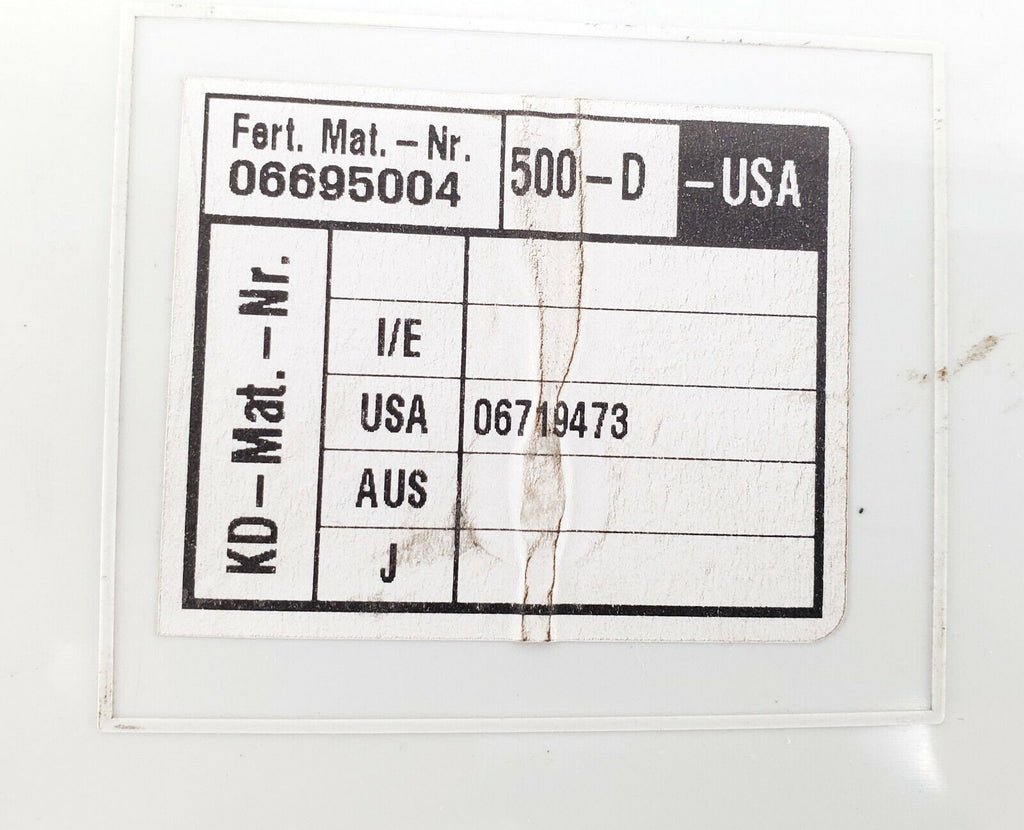 Fert. Mat.-Nr.
06695004
500-D -USA
KD-Mat.-Nr.
I/E
USA 06719473
AUS
J